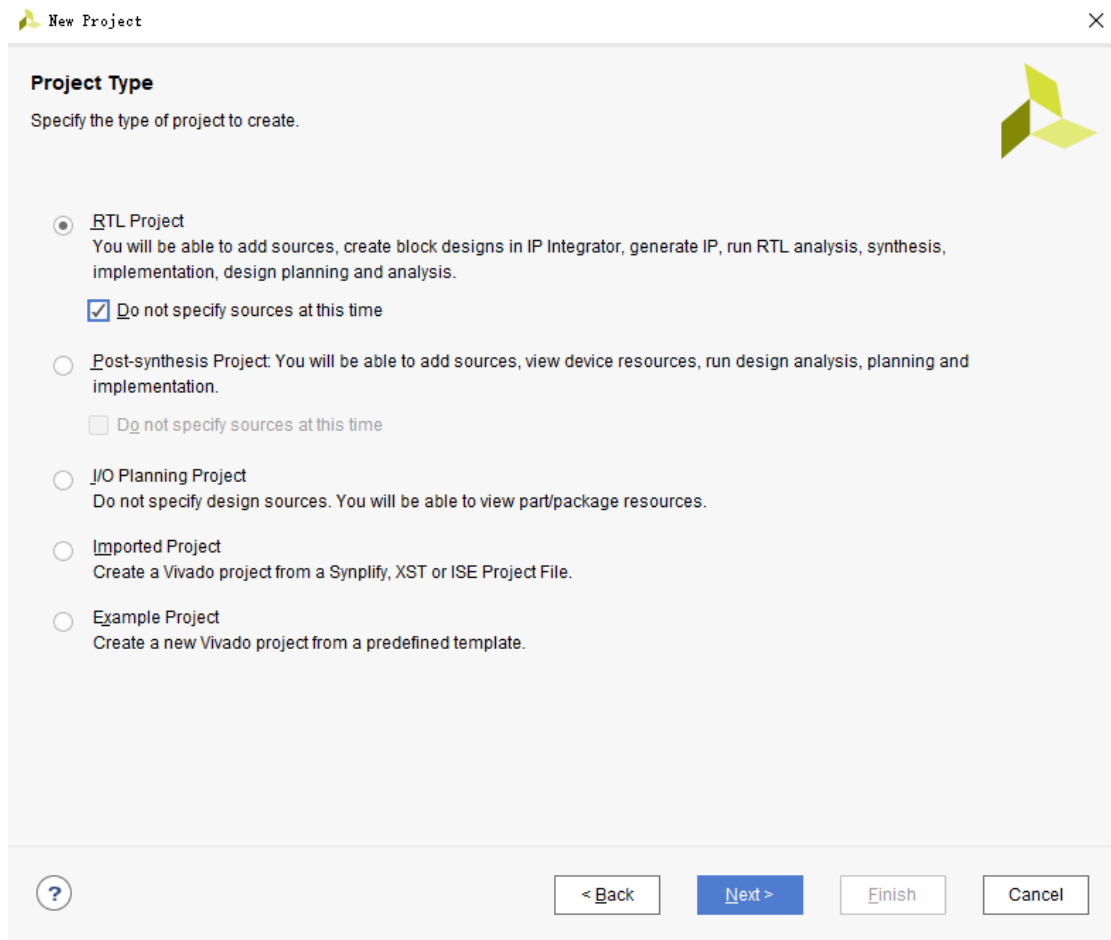 New Project
Project Type
Specify the type of project to create.
RTL Project
You will be able to add sources, create block designs in IP Integrator, generate IP, run RTL analysis, synthesis,
implementation, design planning and analysis.
Do not specify sources at this time
Post-synthesis Project: You will be able to add sources, view device resources, run design analysis, planning and
implementation.
Do not specify sources at this time
I/O Planning Project
Do not specify design sources. You will be able to view part/package resources.
Imported Project
Create a Vivado project from a Synplify, XST or ISE Project File.
Example Project
Create a new Vivado project from a predefined template.
? < Back Next > Finish Cancel